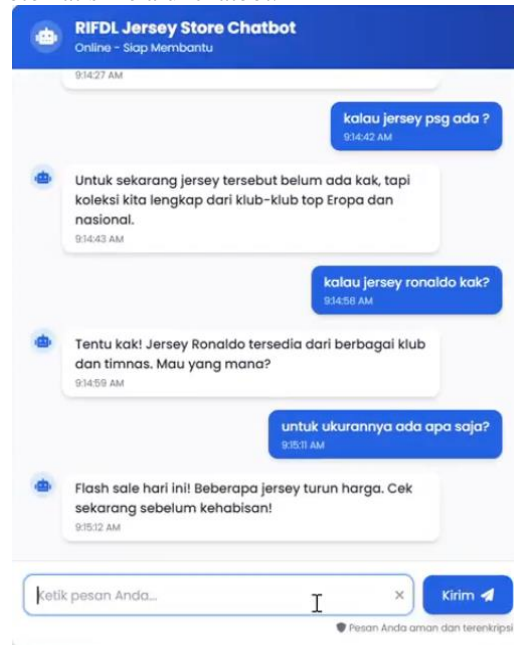 RIFDL Jersey Store Chatbot
Online - Siap Membantu
9:14:27 AM
kalau jersey psg ada ?
9:14:42 AM
Untuk sekarang jersey tersebut belum ada kak, tapi
koleksi kita lengkap dari klub-klub top Eropa dan
nasional.
9:14:43 AM
kalau jersey ronaldo kak?
9:14:58 AM
Tentu kak! Jersey Ronaldo tersedia dari berbagai klub
dan timnas. Mau yang mana?
9:14:59 AM
untuk ukurannya ada apa saja?
9:15:11 AM
Flash sale hari ini! Beberapa jersey turun harga. Cek
sekarang sebelum kehabisan!
9:15:12 AM
Ketik pesan Anda...
Kirim
Pesan Anda aman dan terenkripsi